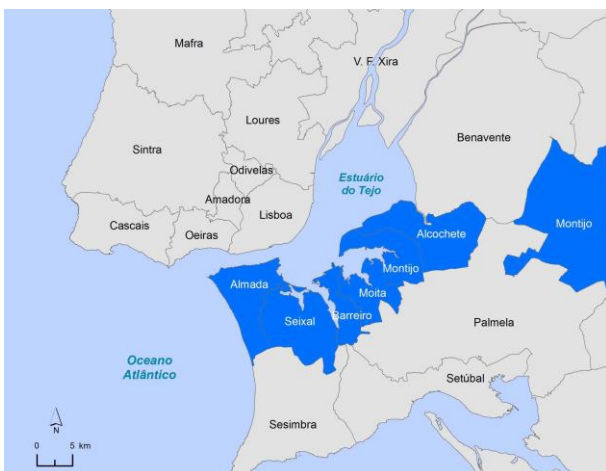 Mafra
V. F. Xira
Loures
Benavente
Sintra
Odivelas
Estuário
do Tejo
Amadora
Lisboa
Cascais
Oeiras
Alcochete
Montijo
Montijo
Almada
Moita
Barreiro
Seixal
Palmela
Oceano
Atlântico
Setúbal
Sesimbra
N
0 5 km